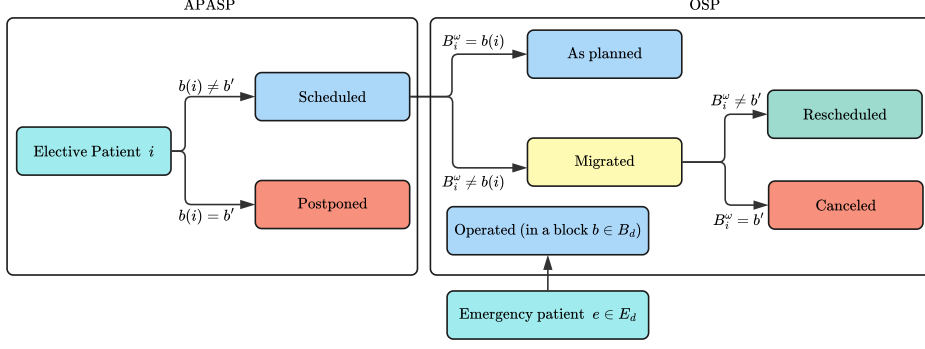 APASP
OSP
Elective Patient i
b(i) ≠ b′
b(i) = b′
Scheduled
Postponed
B_i^ω = b(i)
B_i^ω ≠ b(i)
As planned
Migrated
B_i^ω ≠ b′
B_i^ω = b′
Rescheduled
Canceled
Operated (in a block b ∈ B_d)
Emergency patient e ∈ E_d